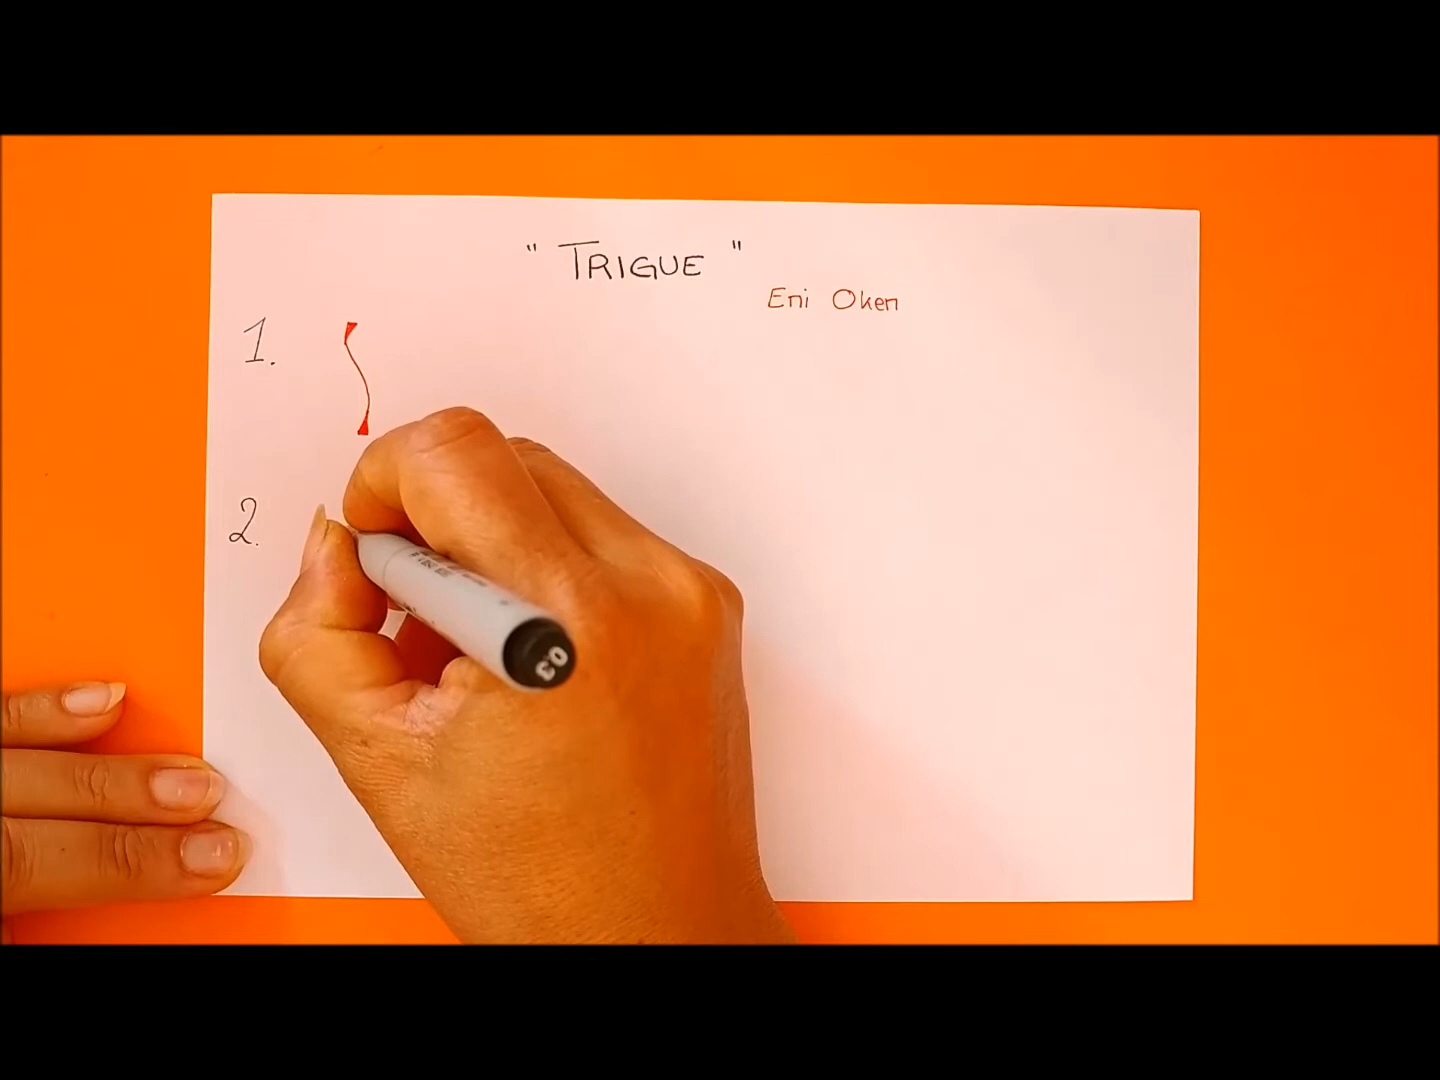 " TRIGUE "
Eni Oken
1.
2.
03